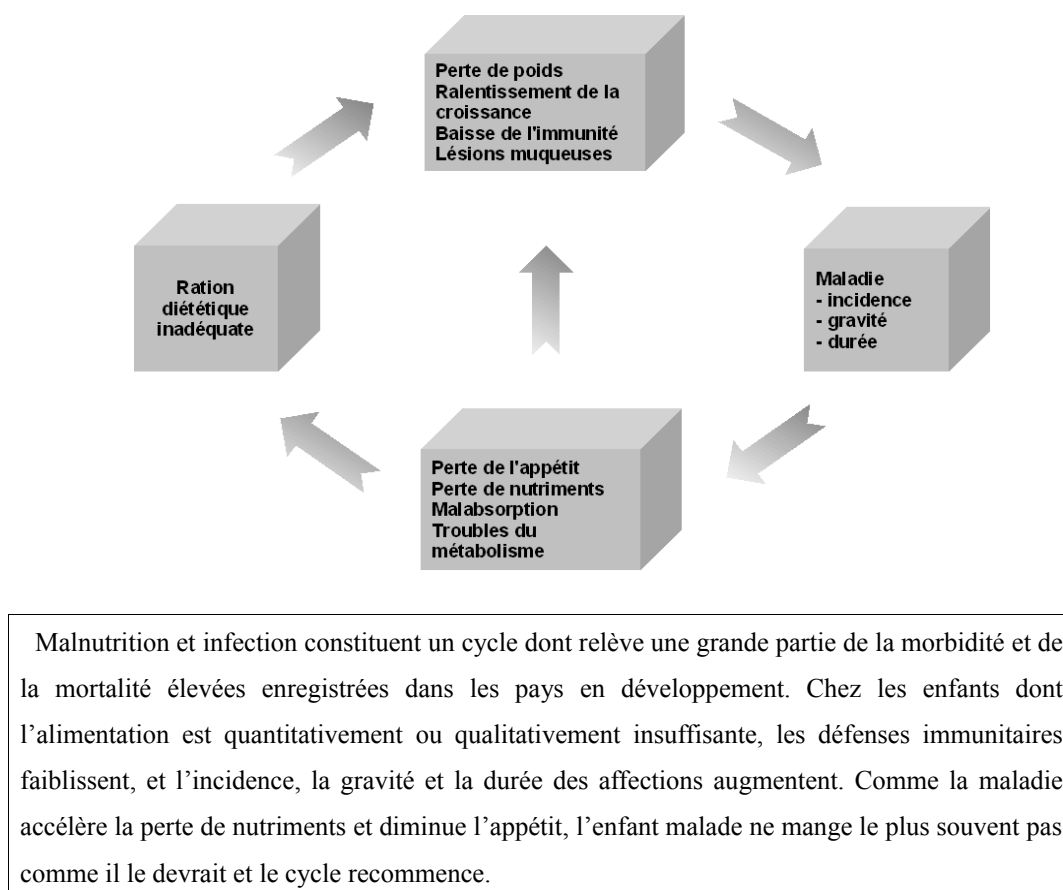 Perte de poids
Ralentissement de la
croissance
Baisse de l'immunité
Lésions muqueuses
Ration
diététique
inadéquate
Maladie
- incidence
- gravité
- durée
Perte de l'appétit
Perte de nutriments
Malabsorption
Troubles du
métabolisme
Malnutrition et infection constituent un cycle dont relève une grande partie de la morbidité et de
la mortalité élevées enregistrées dans les pays en développement. Chez les enfants dont
l’alimentation est quantitativement ou qualitativement insuffisante, les défenses immunitaires
faiblissent, et l’incidence, la gravité et la durée des affections augmentent. Comme la maladie
accélère la perte de nutriments et diminue l’appétit, l’enfant malade ne mange le plus souvent pas
comme il le devrait et le cycle recommence.